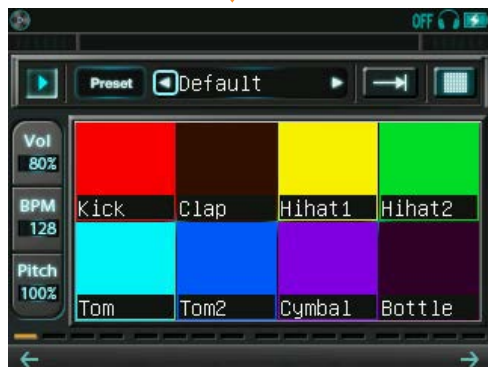 OFF
Preset Default
Vol
80%
BPM
128
Pitch
100%
Kick Clap Hihat1 Hihat2
Tom Tom2 Cymbal Bottle